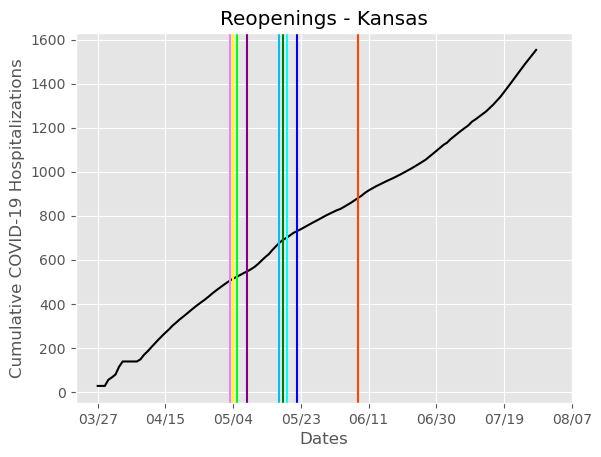 Reopenings - Kansas
Cumulative COVID-19 Hospitalizations
1600
1400
1200
1000
800
600
400
200
0
03/27 04/15 05/04 05/23 06/11 06/30 07/19 08/07
Dates